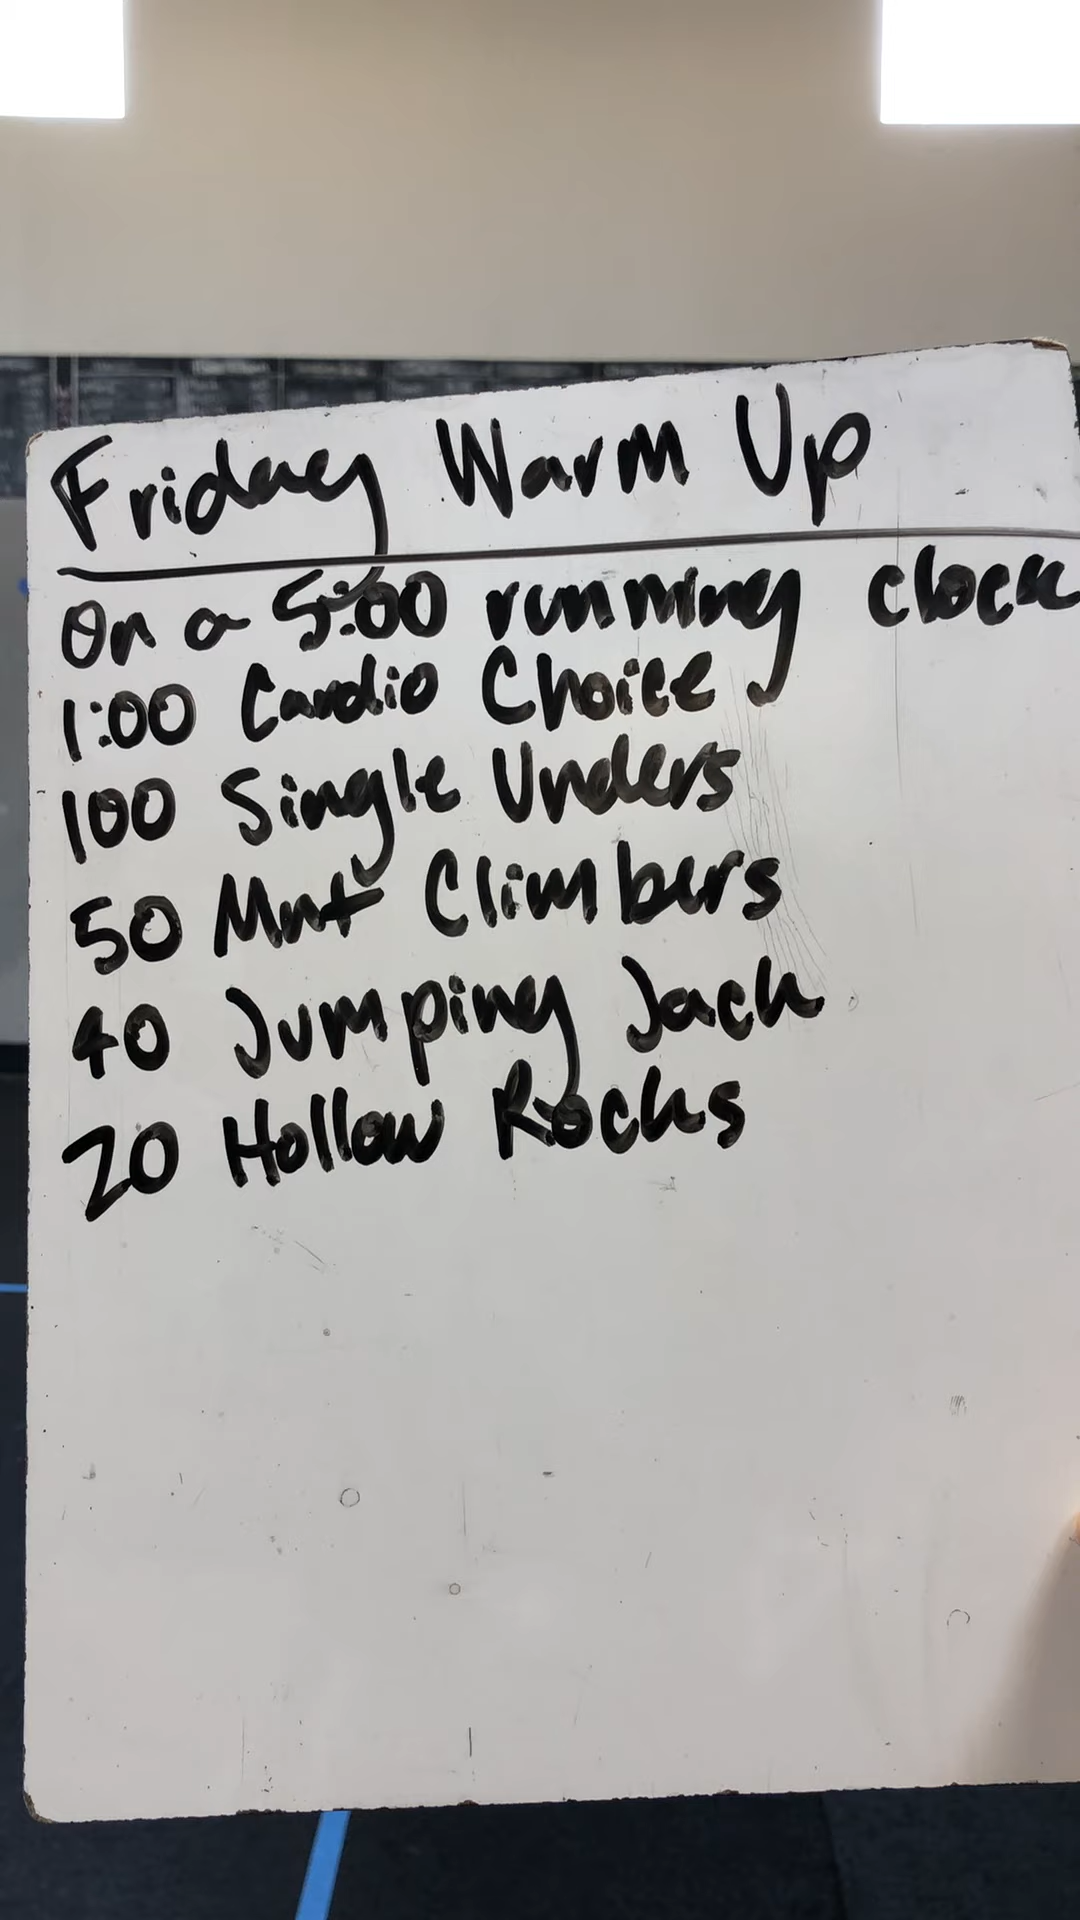 Friday Warm Up
On a 5:00 running clock
1:00 Cardio Choice
100 Single Unders
50 Mnt Climbers
40 Jumping Jack
20 Hollow Rocks